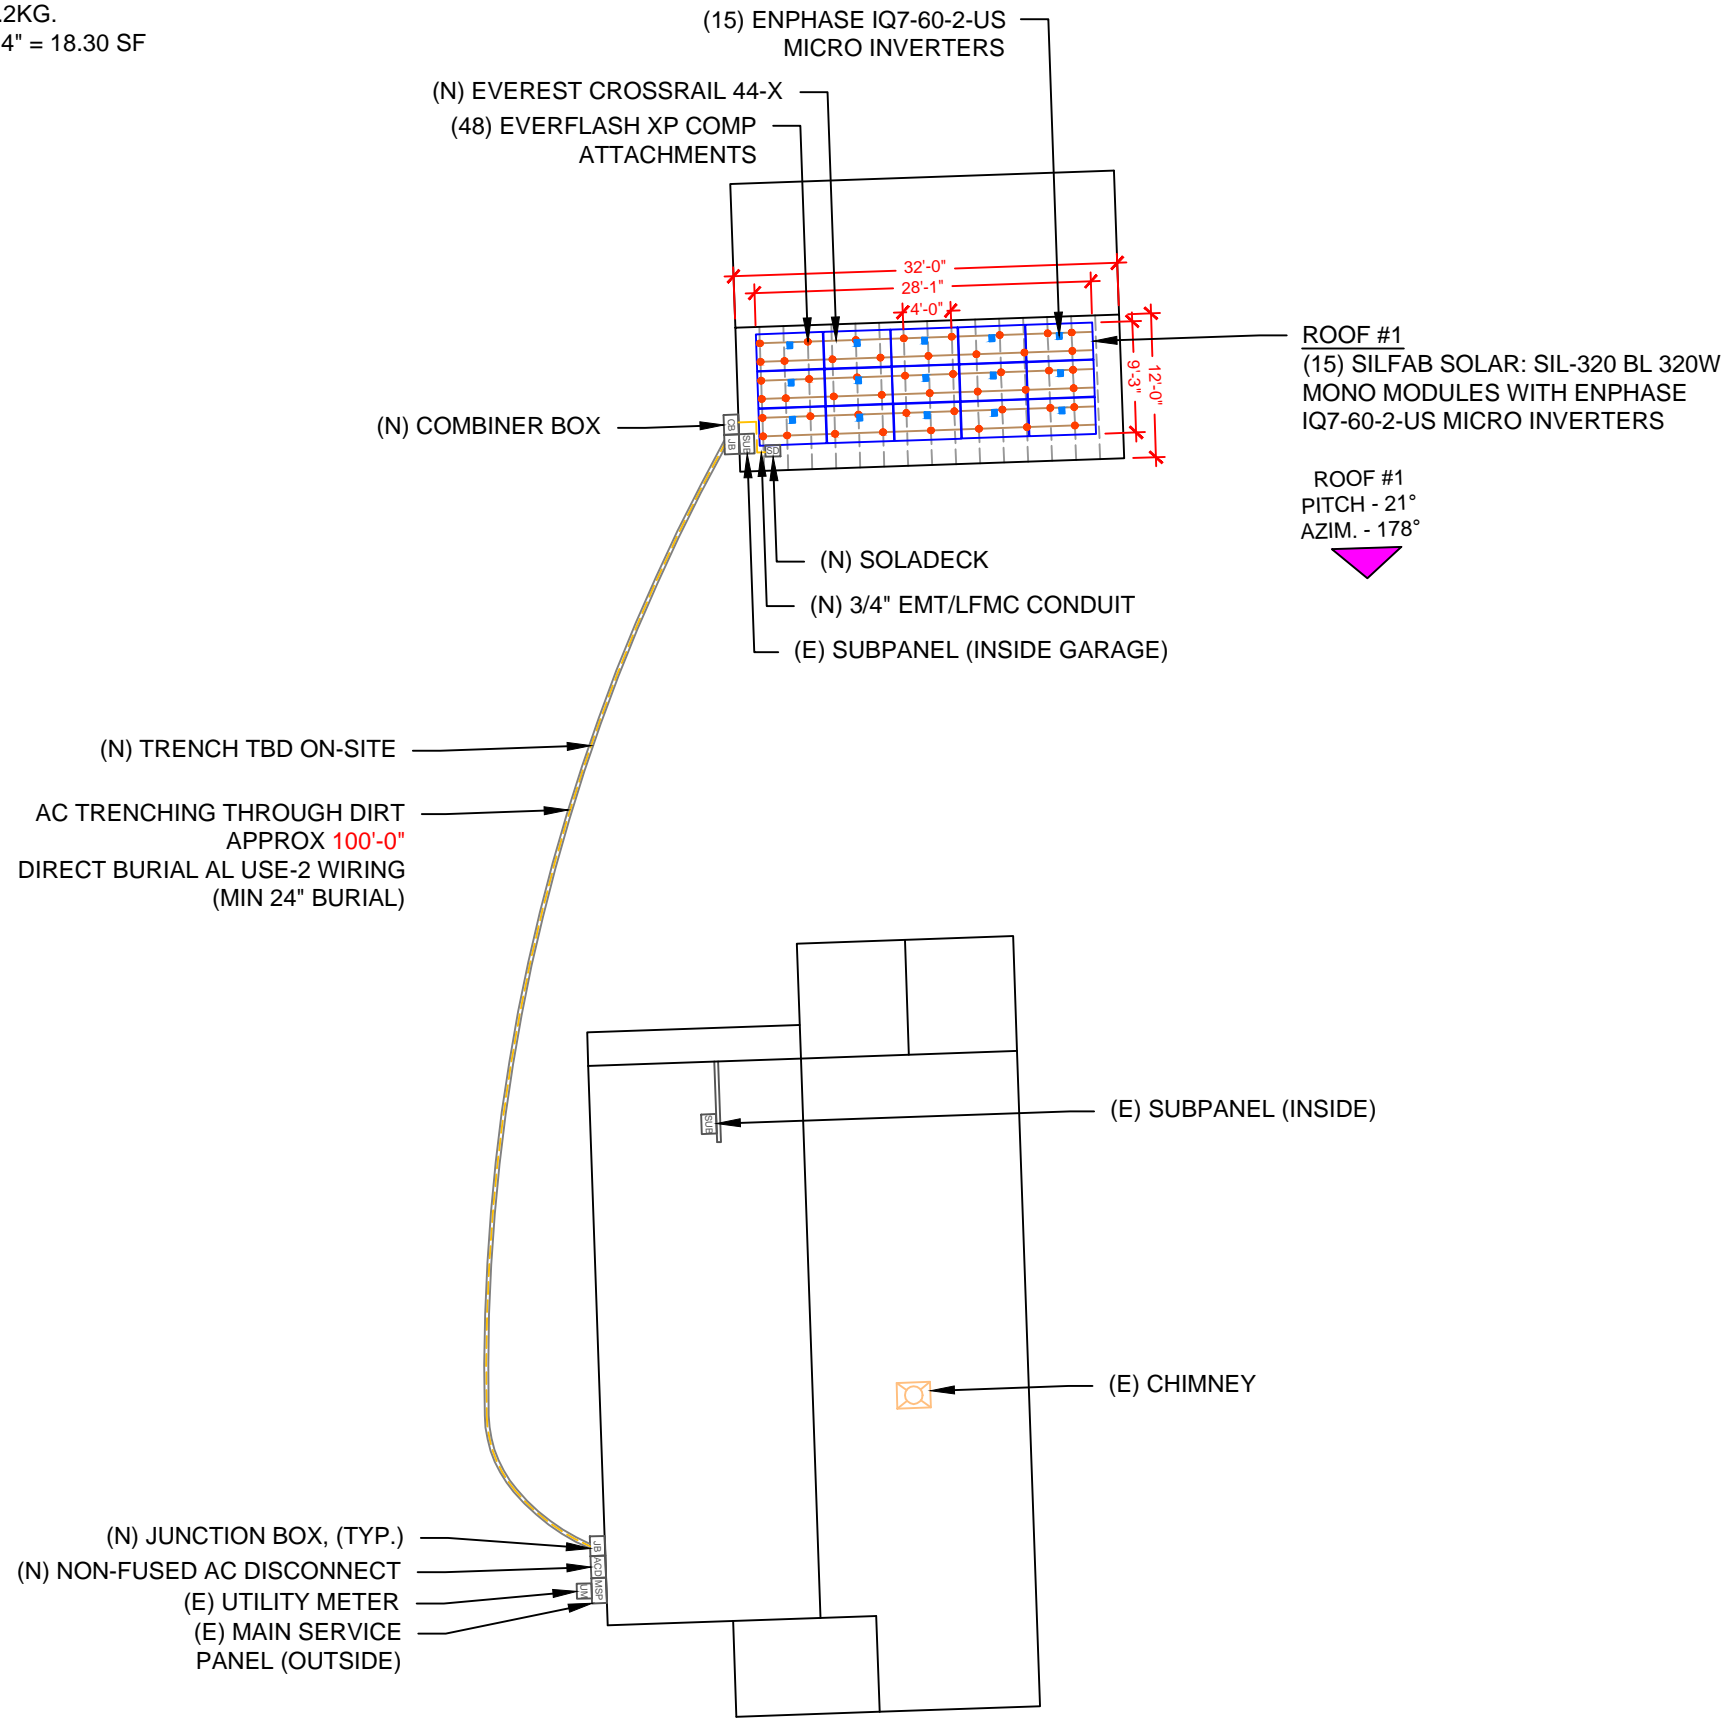 .2KG.
4" = 18.30 SF
(15) ENPHASE IQ7-60-2-US
MICRO INVERTERS
(N) EVEREST CROSSRAIL 44-X
(48) EVERFLASH XP COMP
ATTACHMENTS
32'-0"
28'-1"
4'-0"
9'-3"
12'-0"
ROOF #1
(15) SILFAB SOLAR: SIL-320 BL 320W
MONO MODULES WITH ENPHASE
IQ7-60-2-US MICRO INVERTERS
(N) COMBINER BOX
CB
JB
SUB
SD
ROOF #1
PITCH - 21°
AZIM. - 178°
(N) SOLADECK
(N) 3/4" EMT/LFMC CONDUIT
(E) SUBPANEL (INSIDE GARAGE)
(N) TRENCH TBD ON-SITE
AC TRENCHING THROUGH DIRT
APPROX 100'-0"
DIRECT BURIAL AL USE-2 WIRING
(MIN 24" BURIAL)
SUB
(E) SUBPANEL (INSIDE)
(E) CHIMNEY
(N) JUNCTION BOX, (TYP.)
(N) NON-FUSED AC DISCONNECT
(E) UTILITY METER
(E) MAIN SERVICE
PANEL (OUTSIDE)
JB
ACD
MSP
UM